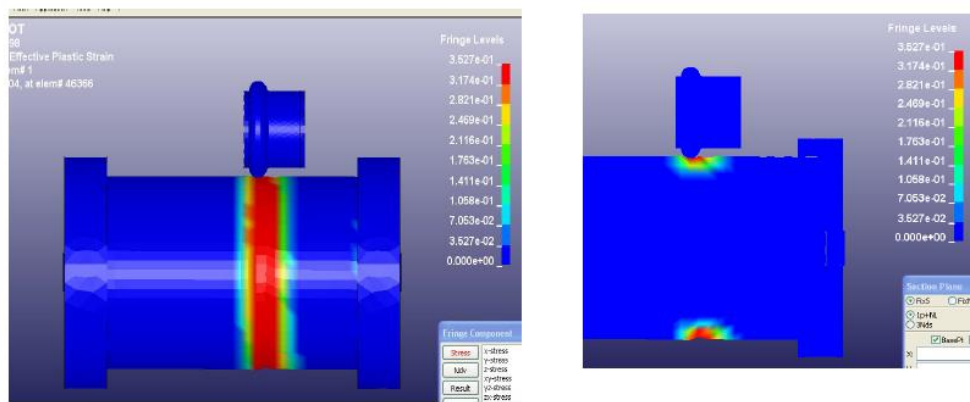 OT
98
Effective Plastic Strain
em# 1
04, at elem# 46366
Fringe Levels
3.527e-01
3.174e-01
2.821e-01
2.469e-01
2.116e-01
1.763e-01
1.411e-01
1.058e-01
7.053e-02
3.527e-02
0.000e+00
Fringe Component
Stress
Ndv
Result
x-stress
y-stress
z-stress
xy-stress
yz-stress
zx-stress
Fringe Levels
3.527e-01
3.174e-01
2.821e-01
2.469e-01
2.116e-01
1.763e-01
1.411e-01
1.058e-01
7.053e-02
3.527e-02
0.000e+00
Section Plane
1p+NL
3Nds
BasePt